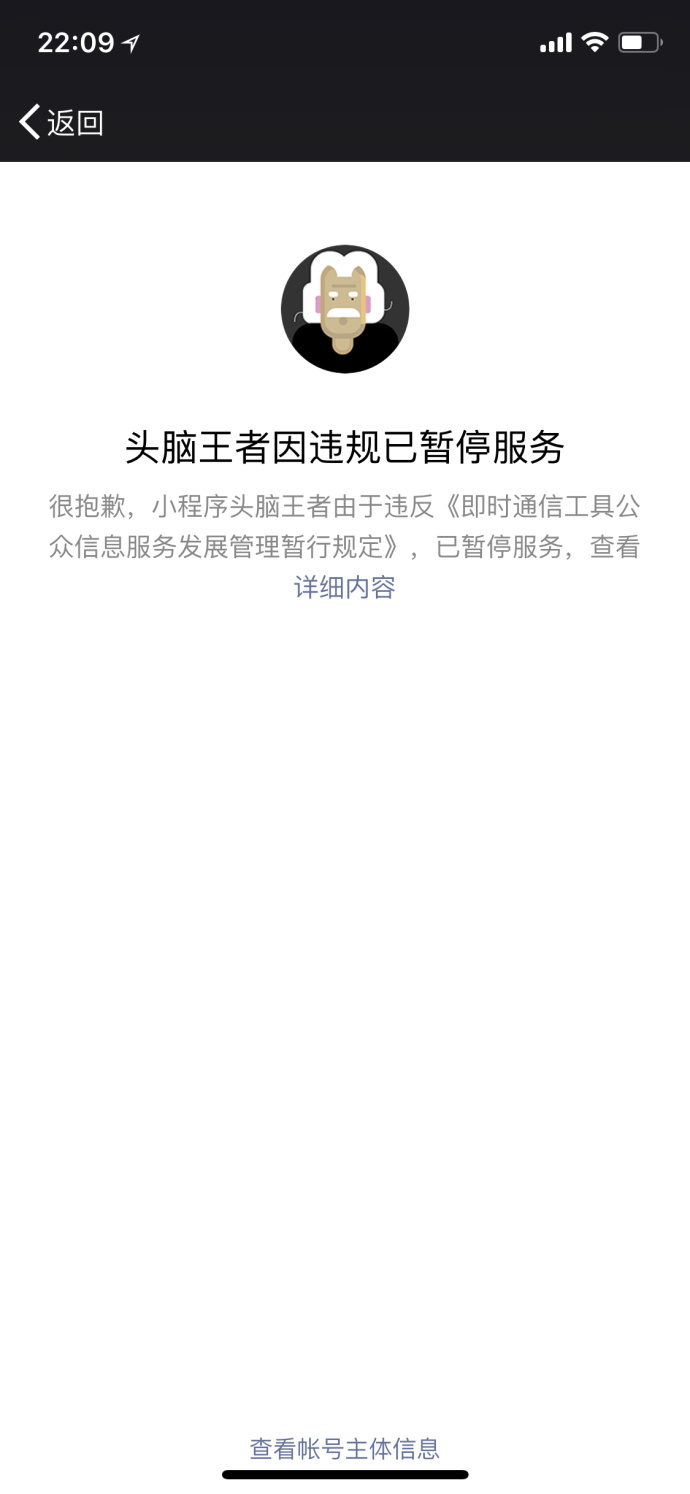 22:09
返回
头脑王者因违规已暂停服务
很抱歉，小程序头脑王者由于违反《即时通信工具公
众信息服务发展管理暂行规定》，已暂停服务，查看
详细内容
查看帐号主体信息